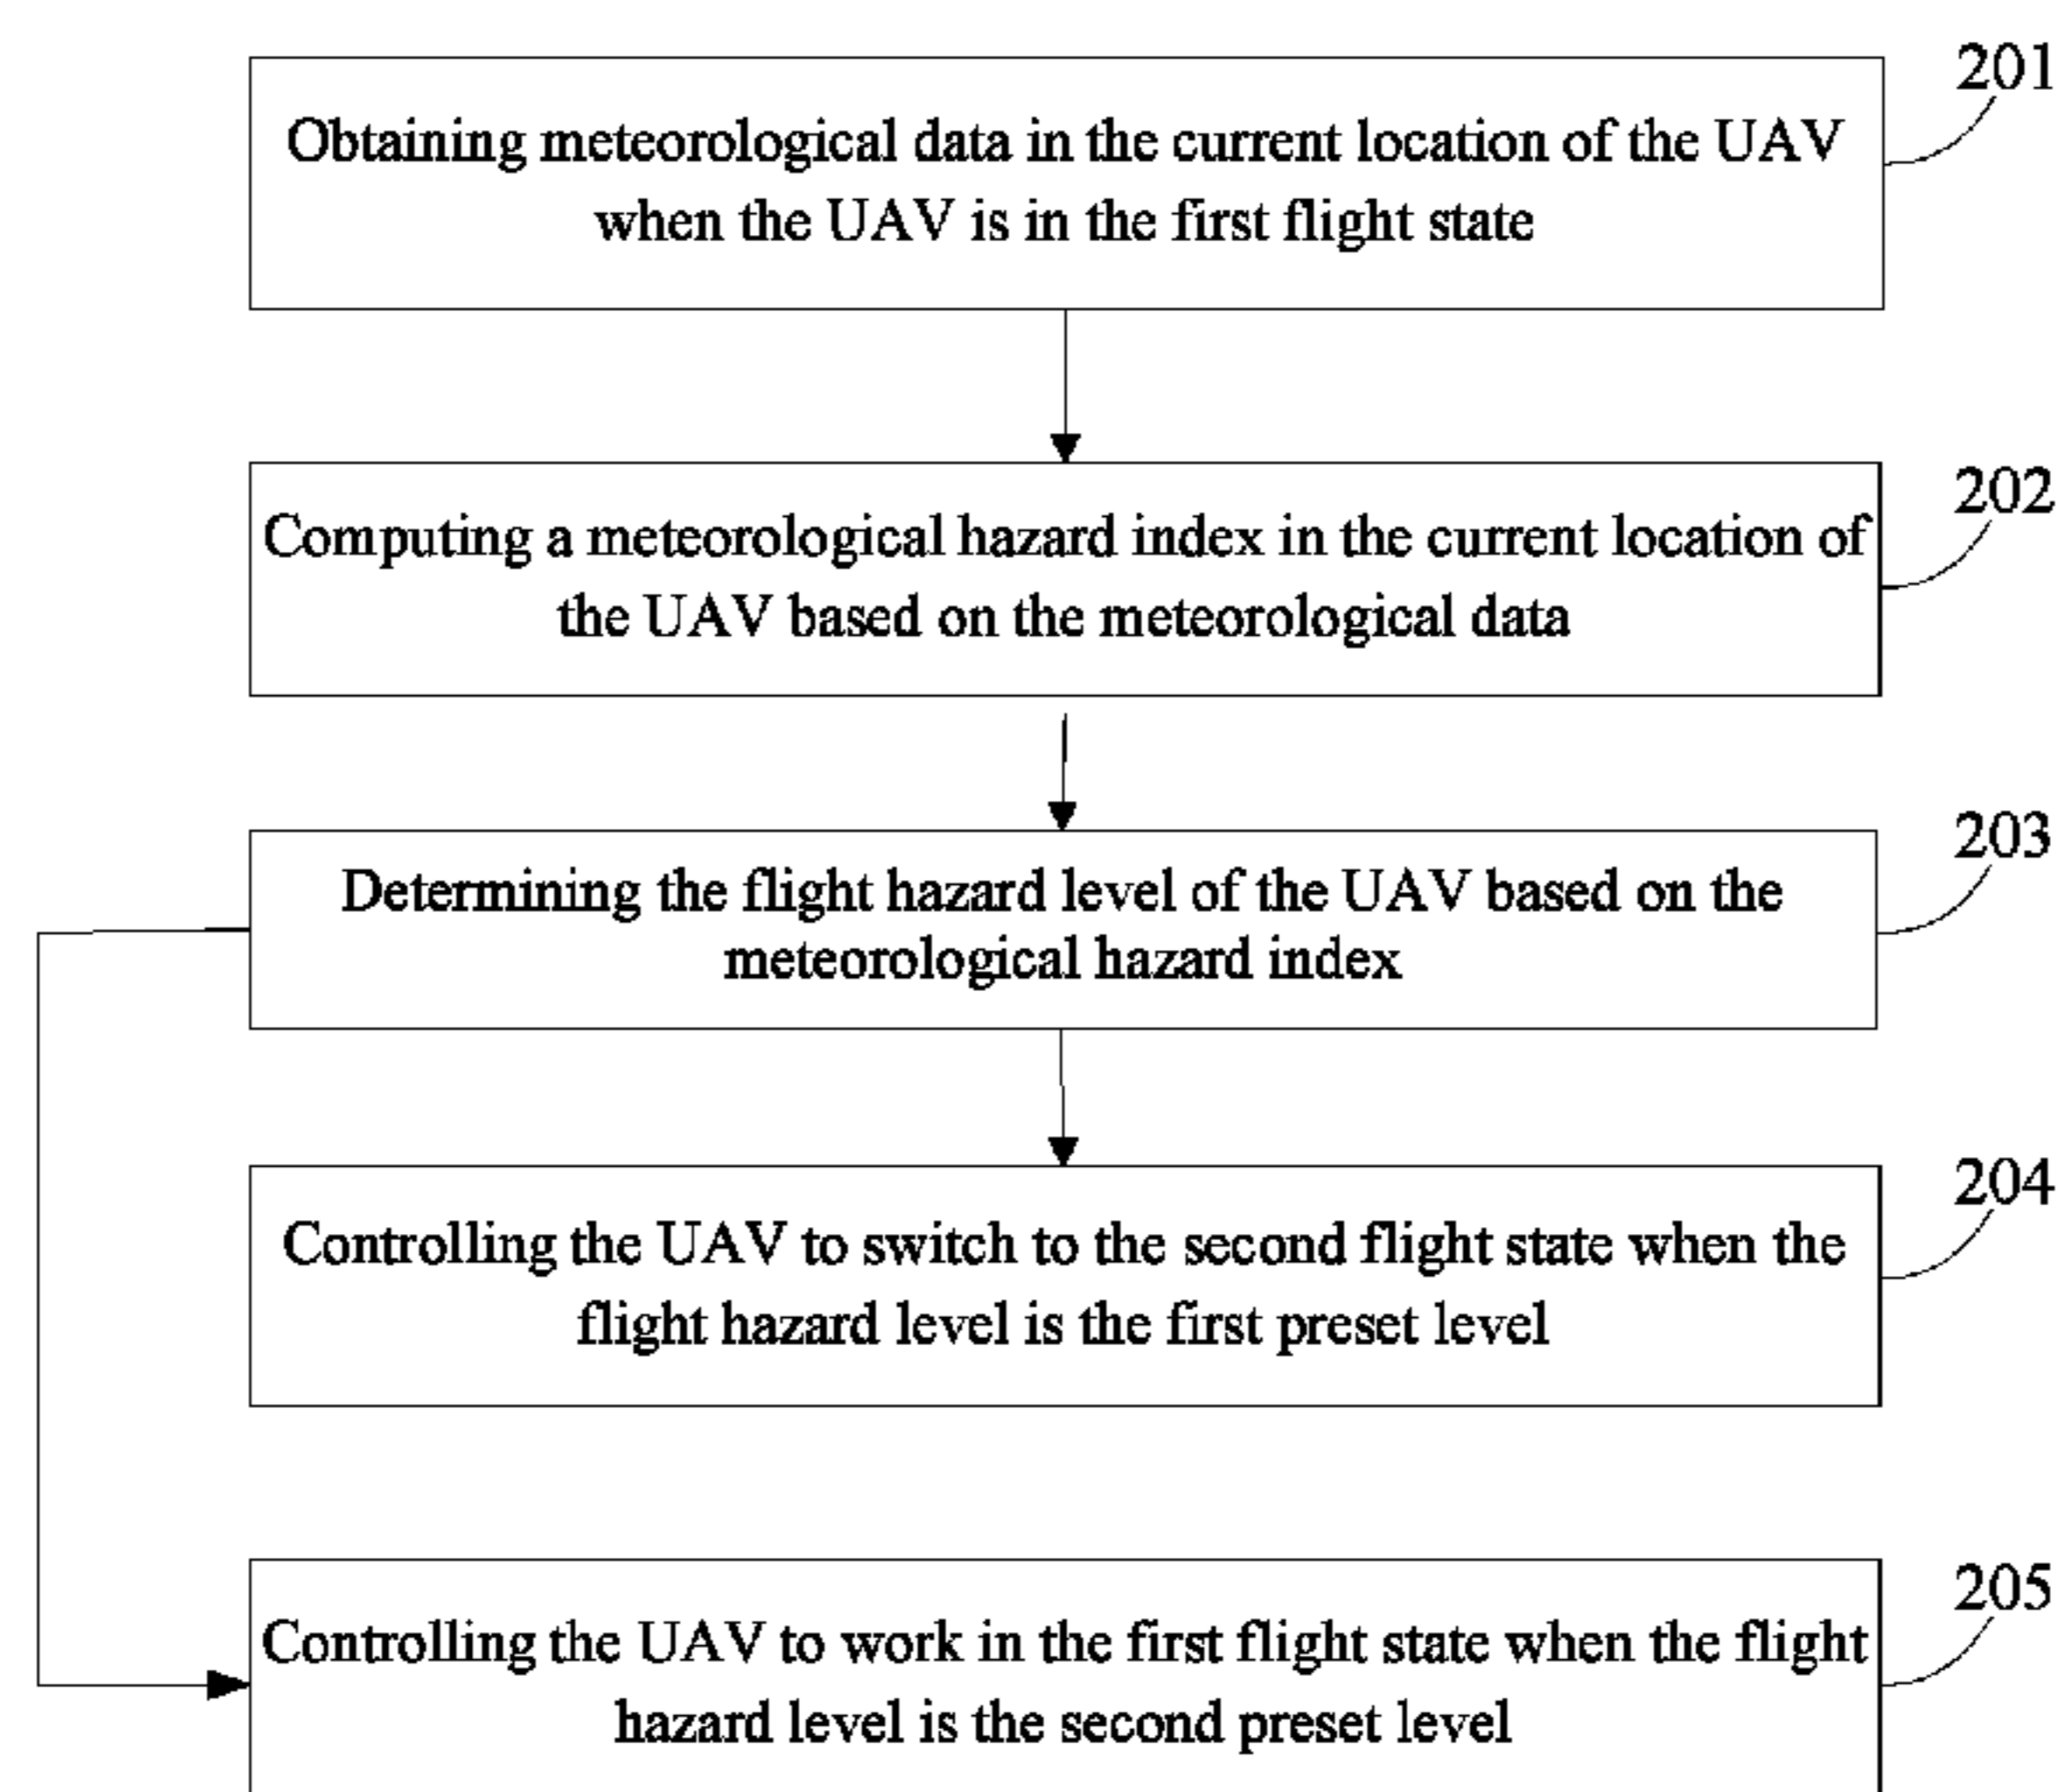 201
Obtaining meteorological data in the current location of the UAV
when the UAV is in the first flight state
202
Computing a meteorological hazard index in the current location of
the UAV based on the meteorological data
203
Determining the flight hazard level of the UAV based on the
meteorological hazard index
204
Controlling the UAV to switch to the second flight state when the
flight hazard level is the first preset level
205
Controlling the UAV to work in the first flight state when the flight
hazard level is the second preset level